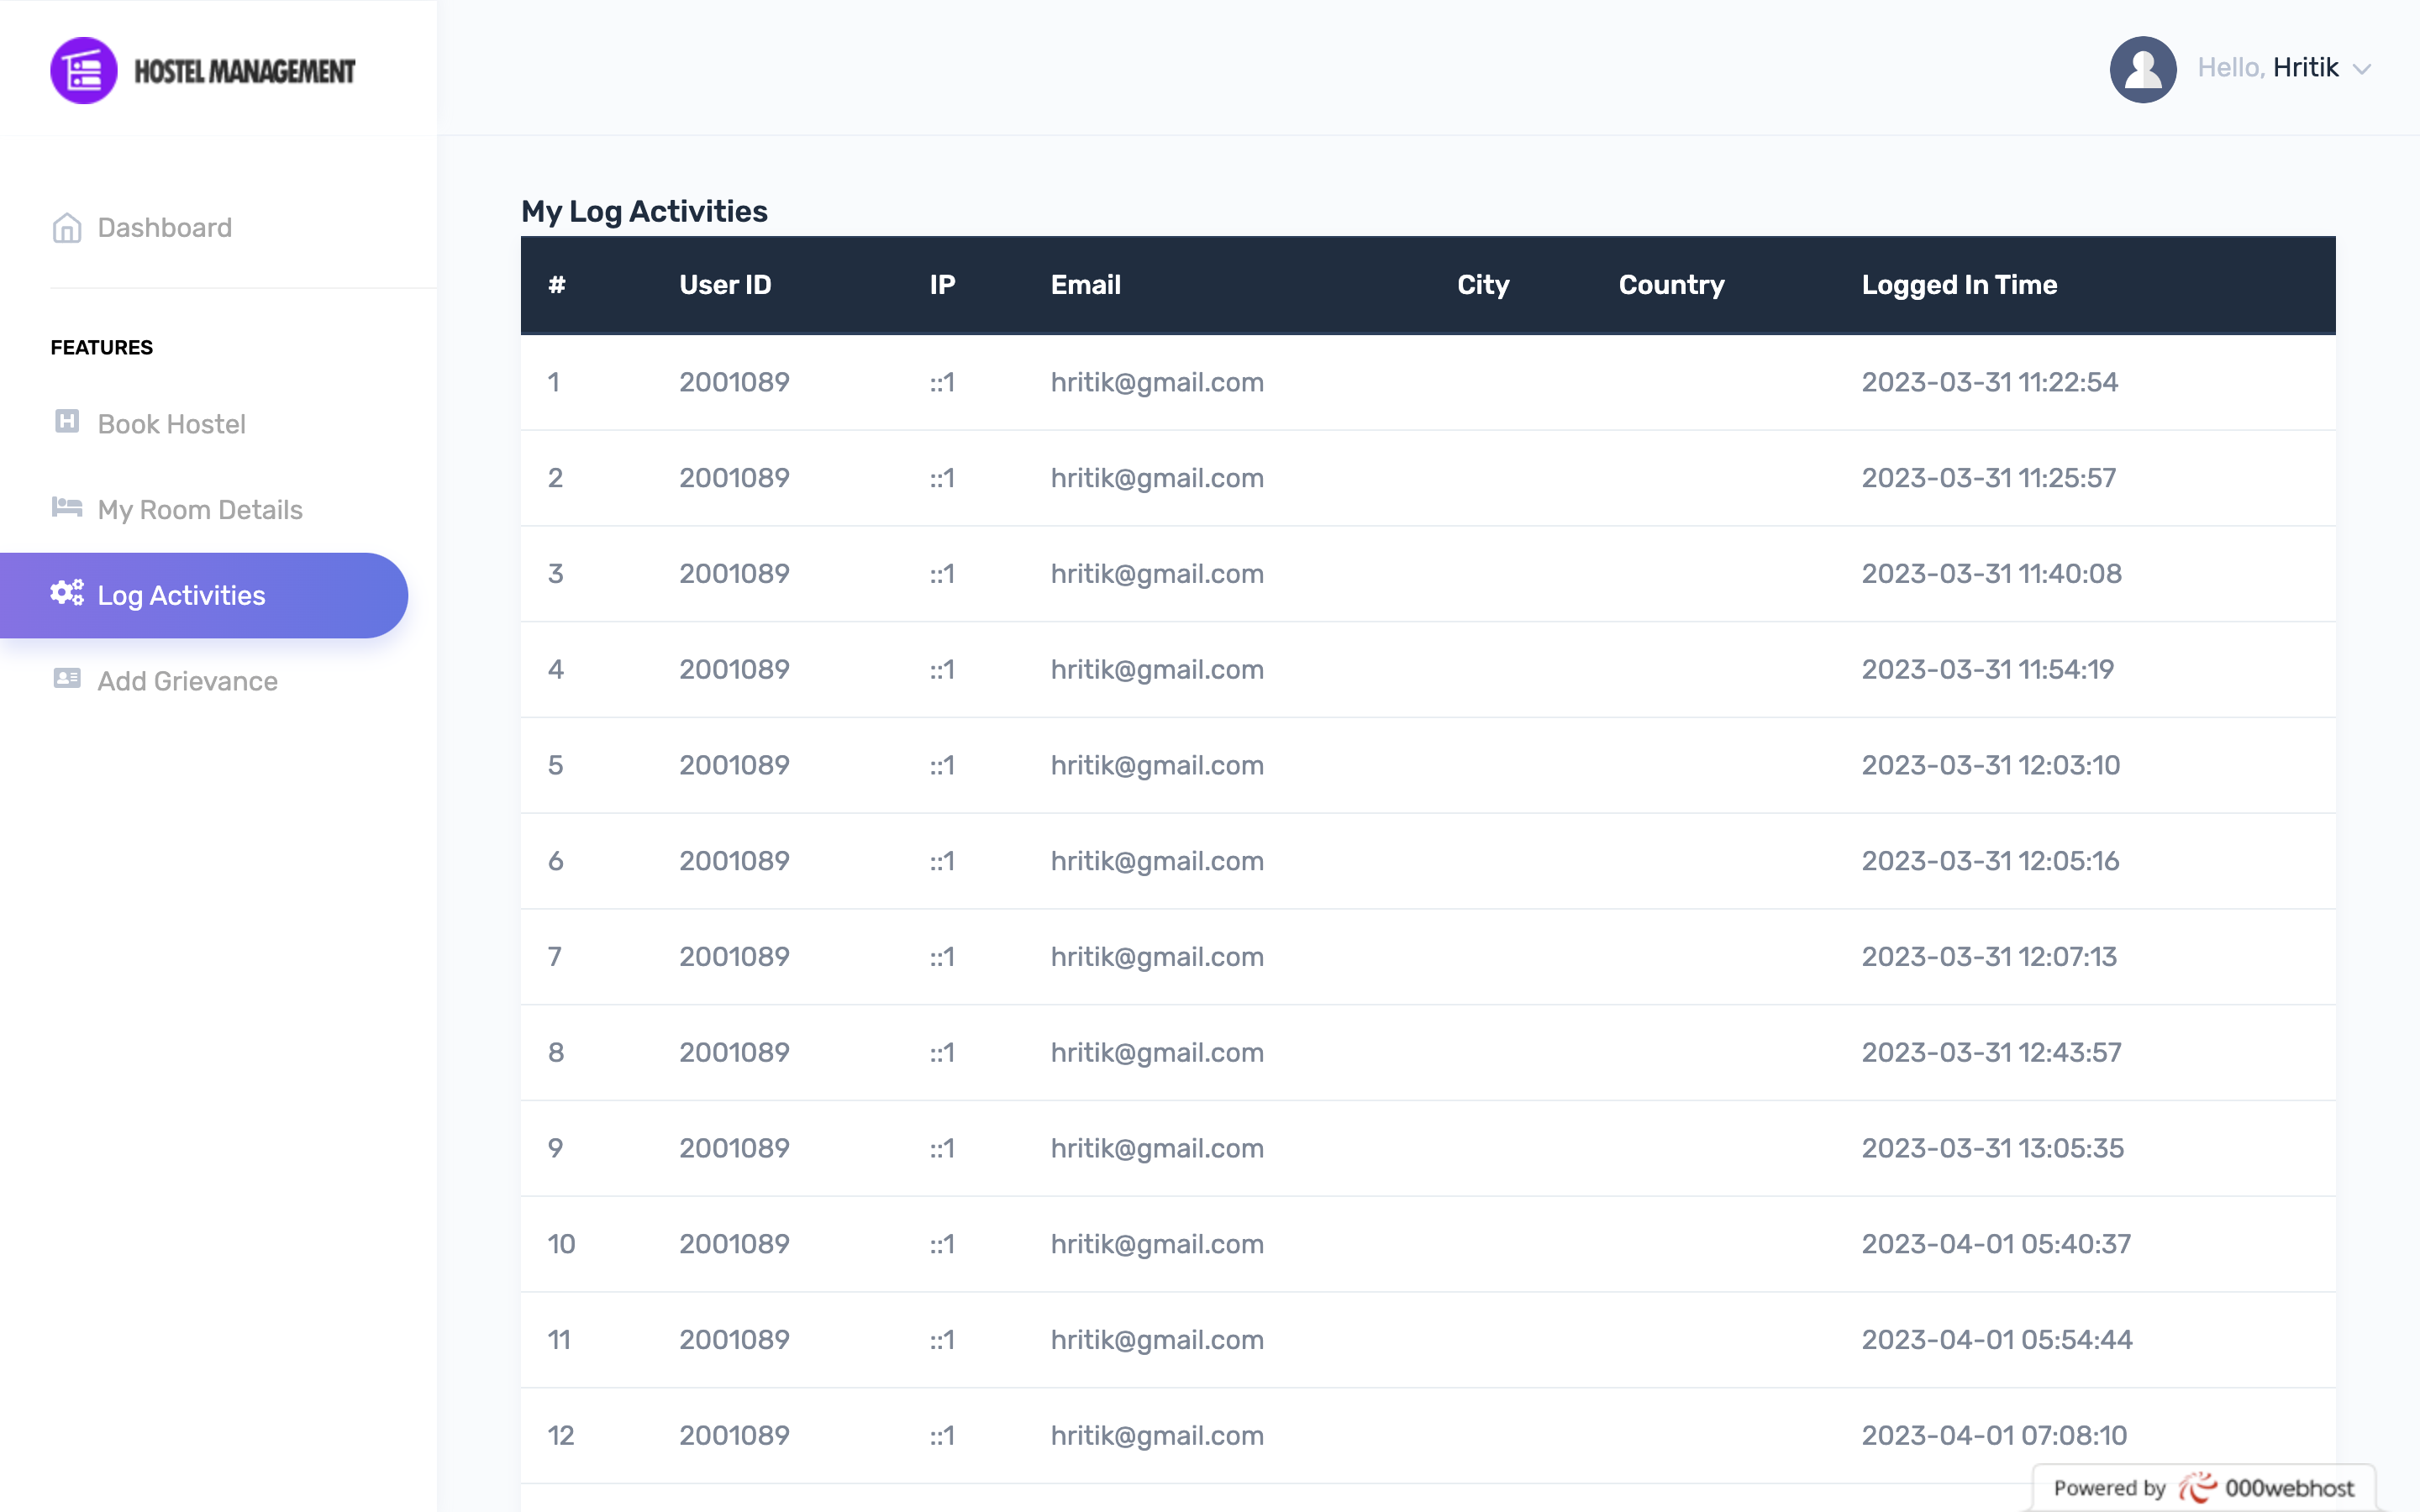 HOSTEL MANAGEMENT
Hello, Hritik
Dashboard
FEATURES
Book Hostel
My Room Details
Log Activities
Add Grievance
My Log Activities
# User ID IP Email City Country Logged In Time
1 2001089 ::1 hritik@gmail.com 2023-03-31 11:22:54
2 2001089 ::1 hritik@gmail.com 2023-03-31 11:25:57
3 2001089 ::1 hritik@gmail.com 2023-03-31 11:40:08
4 2001089 ::1 hritik@gmail.com 2023-03-31 11:54:19
5 2001089 ::1 hritik@gmail.com 2023-03-31 12:03:10
6 2001089 ::1 hritik@gmail.com 2023-03-31 12:05:16
7 2001089 ::1 hritik@gmail.com 2023-03-31 12:07:13
8 2001089 ::1 hritik@gmail.com 2023-03-31 12:43:57
9 2001089 ::1 hritik@gmail.com 2023-03-31 13:05:35
10 2001089 ::1 hritik@gmail.com 2023-04-01 05:40:37
11 2001089 ::1 hritik@gmail.com 2023-04-01 05:54:44
12 2001089 ::1 hritik@gmail.com 2023-04-01 07:08:10
Powered by 000webhost